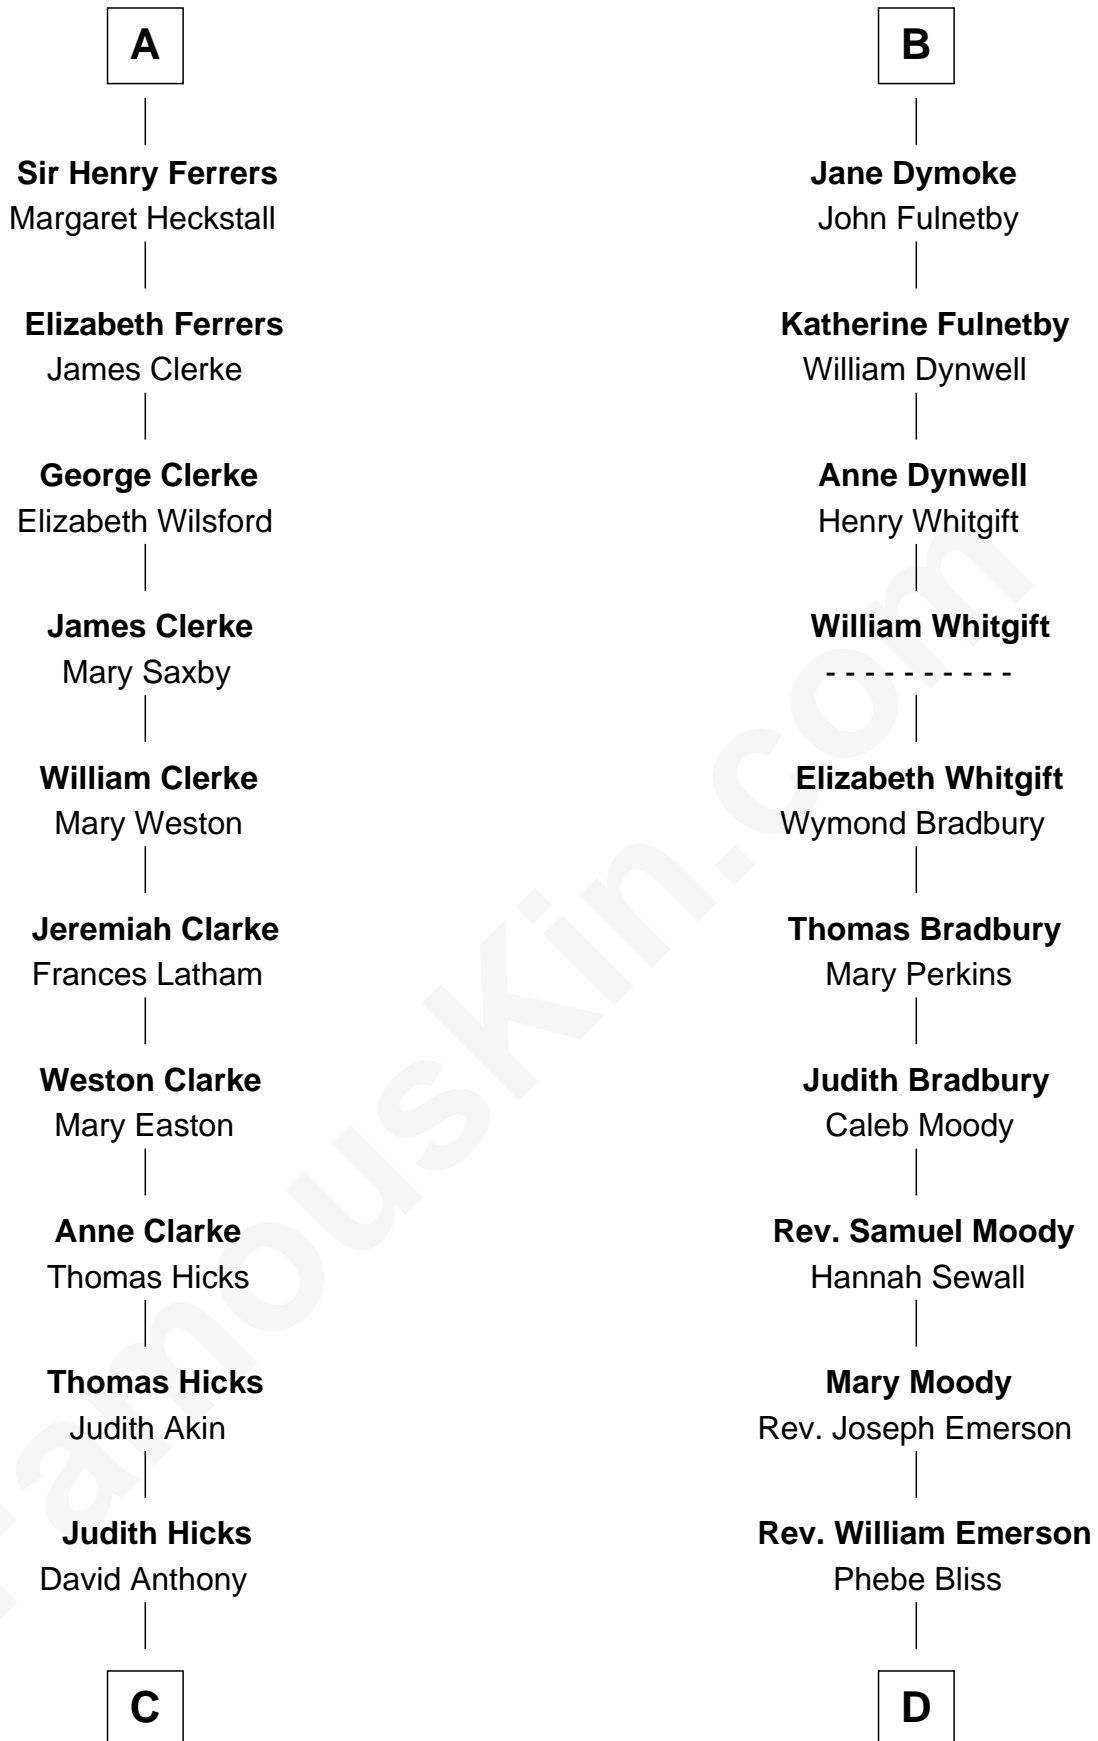 A
Sir Henry Ferrers
Margaret Heckstall
Elizabeth Ferrers
James Clerke
George Clerke
Elizabeth Wilsford
James Clerke
Mary Saxby
William Clerke
Mary Weston
Jeremiah Clarke
Frances Latham
Weston Clarke
Mary Easton
Anne Clarke
Thomas Hicks
Thomas Hicks
Judith Akin
Judith Hicks
David Anthony
C
B
Jane Dymoke
John Fulnetby
Katherine Fulnetby
William Dynwell
Anne Dynwell
Henry Whitgift
William Whitgift
- - - - - - - - - -
Elizabeth Whitgift
Wymond Bradbury
Thomas Bradbury
Mary Perkins
Judith Bradbury
Caleb Moody
Rev. Samuel Moody
Hannah Sewall
Mary Moody
Rev. Joseph Emerson
Rev. William Emerson
Phebe Bliss
D
FamousKin.com